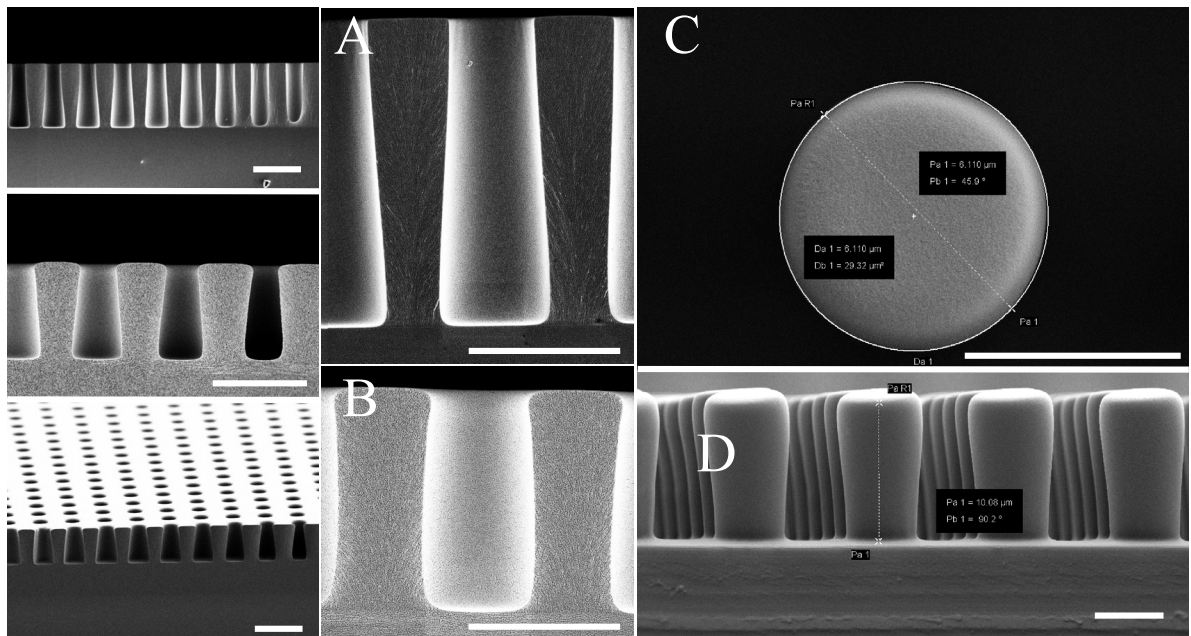 A
B
C
Pa R1
Pa 1 = 6.110 µm
Pb 1 = 45.9 °
Da 1 = 6.110 µm
Db 1 = 29.32 µm²
Pa 1
Da 1
D
Pa R1
Pa 1 = 10.08 µm
Pb 1 = 90.2 °
Pa 1